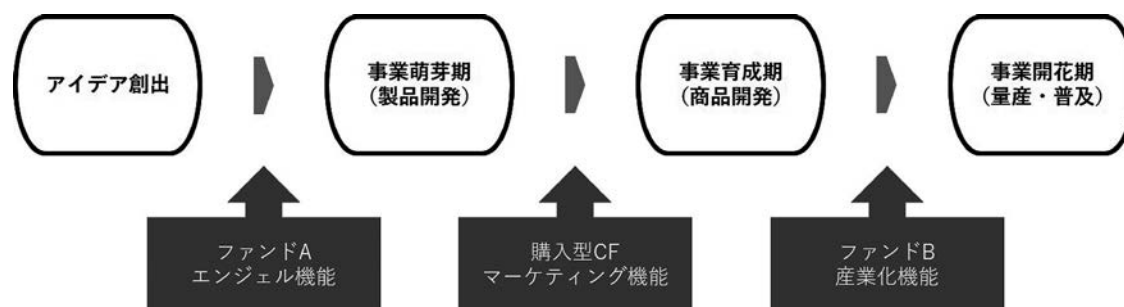 アイデア創出
事業萌芽期
(製品開発)
事業育成期
(商品開発)
事業開花期
(量産・普及)
ファンドA
エンジェル機能
購入型CF
マーケティング機能
ファンドB
産業化機能